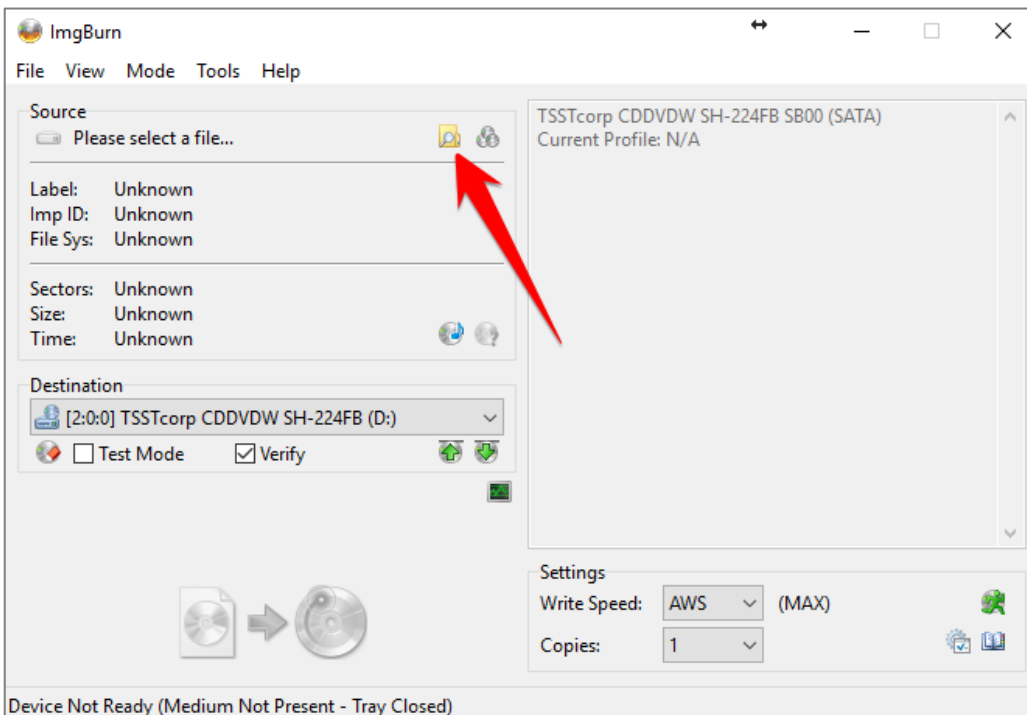 ImgBurn
File View Mode Tools Help
Source
Please select a file...
Label: Unknown
Imp ID: Unknown
File Sys: Unknown
Sectors: Unknown
Size: Unknown
Time: Unknown
Destination
[2:0:0] TSSTcorp CDDVDW SH-224FB (D:)
Test Mode Verify
TSSTcorp CDDVDW SH-224FB SB00 (SATA)
Current Profile: N/A
Settings
Write Speed: AWS (MAX)
Copies: 1
Device Not Ready (Medium Not Present - Tray Closed)